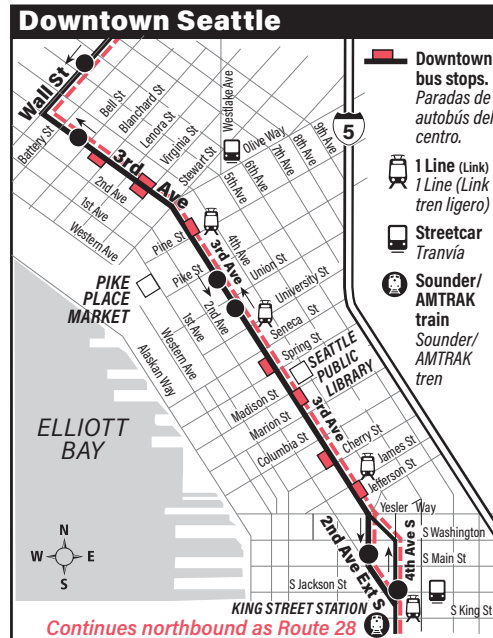 Downtown Seattle
Downtown
bus stops.
Paradas de
autobús del
centro.
5
1 Line (Link)
1 Line (Link
tren ligero)
Streetcar
Tranvía
Sounder/
AMTRAK
train
Sounder/
AMTRAK
tren
Wall St
Battery St
Bell St
Blanchard St
Lenora St
Virginia St
Stewart St
Westlake Ave
Olive Way
9th Ave
8th Ave
7th Ave
6th Ave
5th Ave
3rd Ave
2nd Ave
1st Ave
Western Ave
Pine St
Pike St
3rd Ave
4th Ave
Union St
University St
Seneca St
Spring St
2nd Ave
1st Ave
Western Ave
Alaskan Way
PIKE
PLACE
MARKET
SEATTLE
PUBLIC
LIBRARY
Madison St
Marion St
Columbia St
3rd Ave
Cherry St
James St
Jefferson St
Yesler Way
ELLIOTT
BAY
N
W
E
S
2nd Ave Ext S
4th Ave S
S Washington
S Main St
S Jackson St
S King St
KING STREET STATION
Continues northbound as Route 28